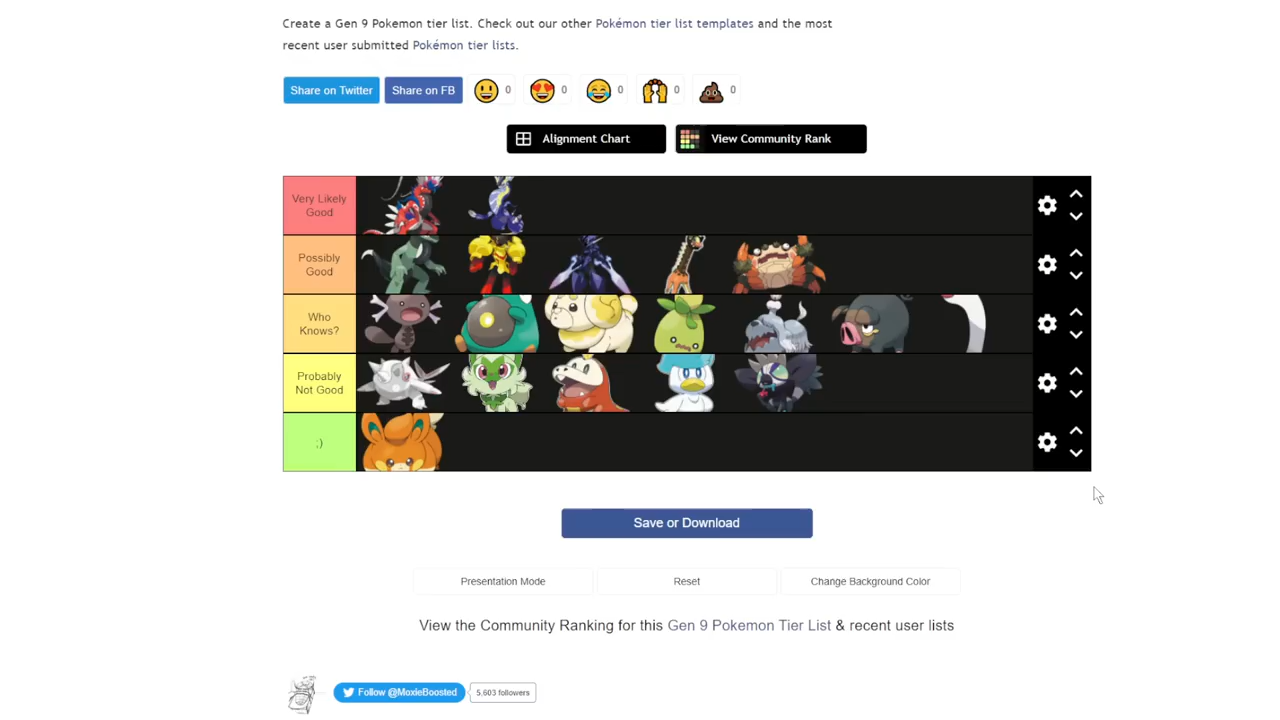 Create a Gen 9 Pokemon tier list. Check out our other Pokémon tier list templates and the most
recent user submitted Pokémon tier lists.
Share on Twitter Share on FB 0 0 0 0 0
Alignment Chart View Community Rank
Very Likely
Good
Possibly
Good
Who
Knows?
Probably
Not Good
;)
Save or Download
Presentation Mode Reset Change Background Color
View the Community Ranking for this Gen 9 Pokemon Tier List & recent user lists
Follow @MoxieBoosted 5,603 followers